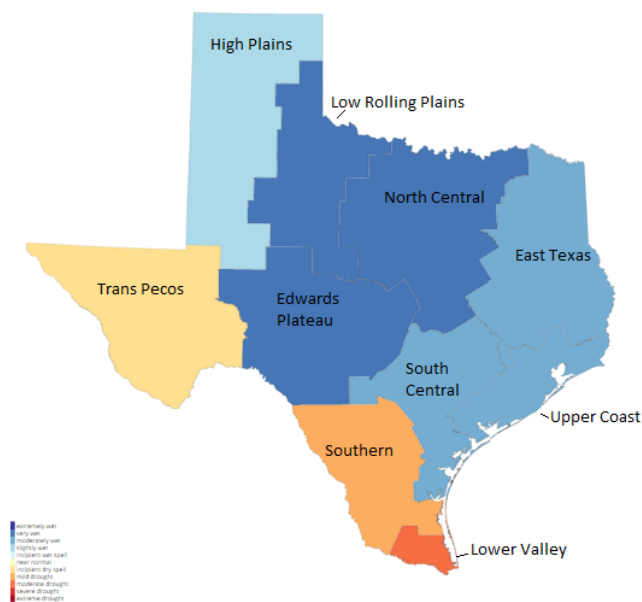 High Plains
Low Rolling Plains
North Central
East Texas
Trans Pecos
Edwards
Plateau
South
Central
Upper Coast
Southern
Lower Valley
extremely wet
very wet
moderately wet
slightly wet
incipient wet spell
near normal
incipient dry spell
mild drought
moderate drought
severe drought
extreme drought